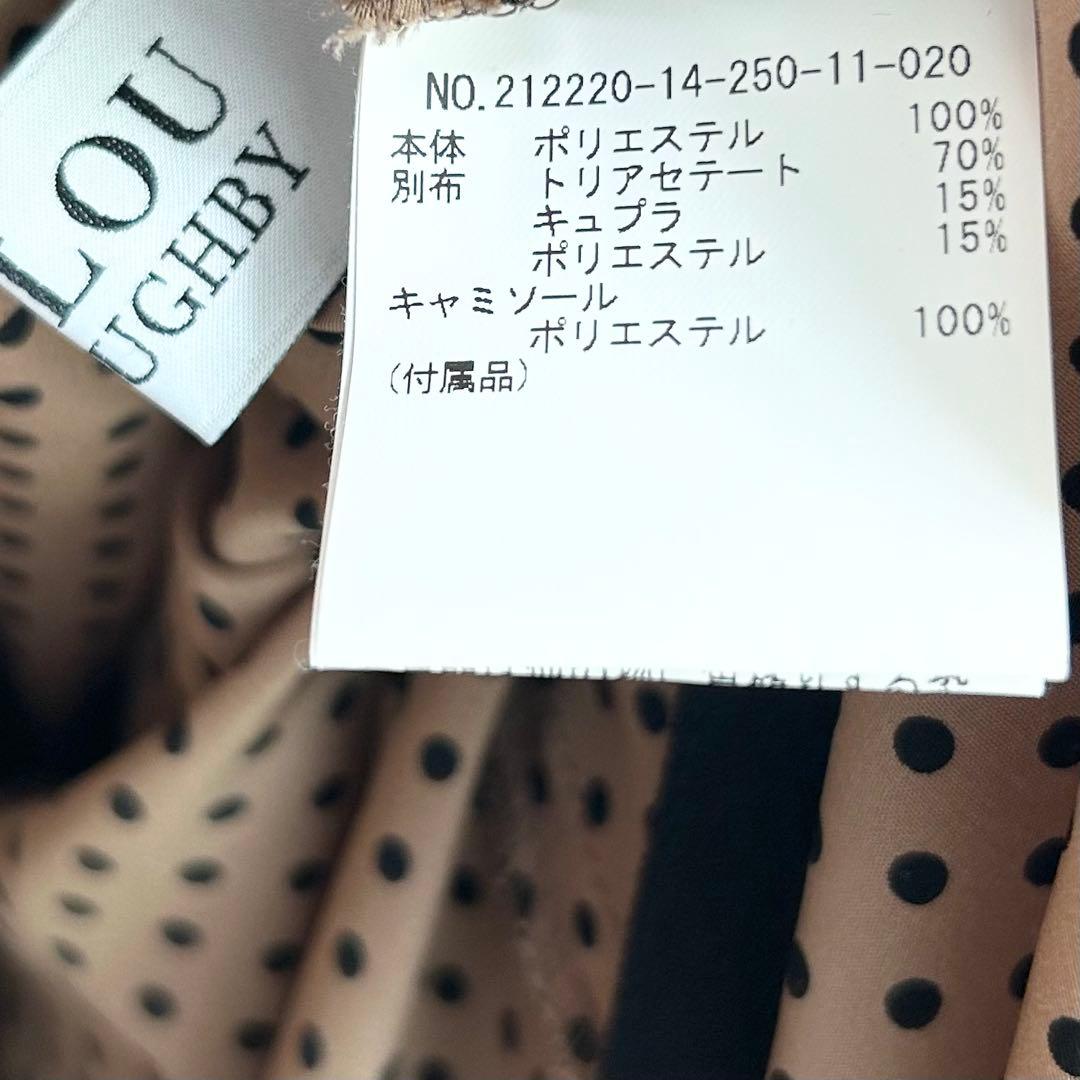 LOU
UGHBY
NO.212220-14-250-11-020
本体 ポリエステル 100%
別布 トリアセテート 70%
キュプラ 15%
ポリエステル 15%
キャミソール
ポリエステル 100%
(付属品)